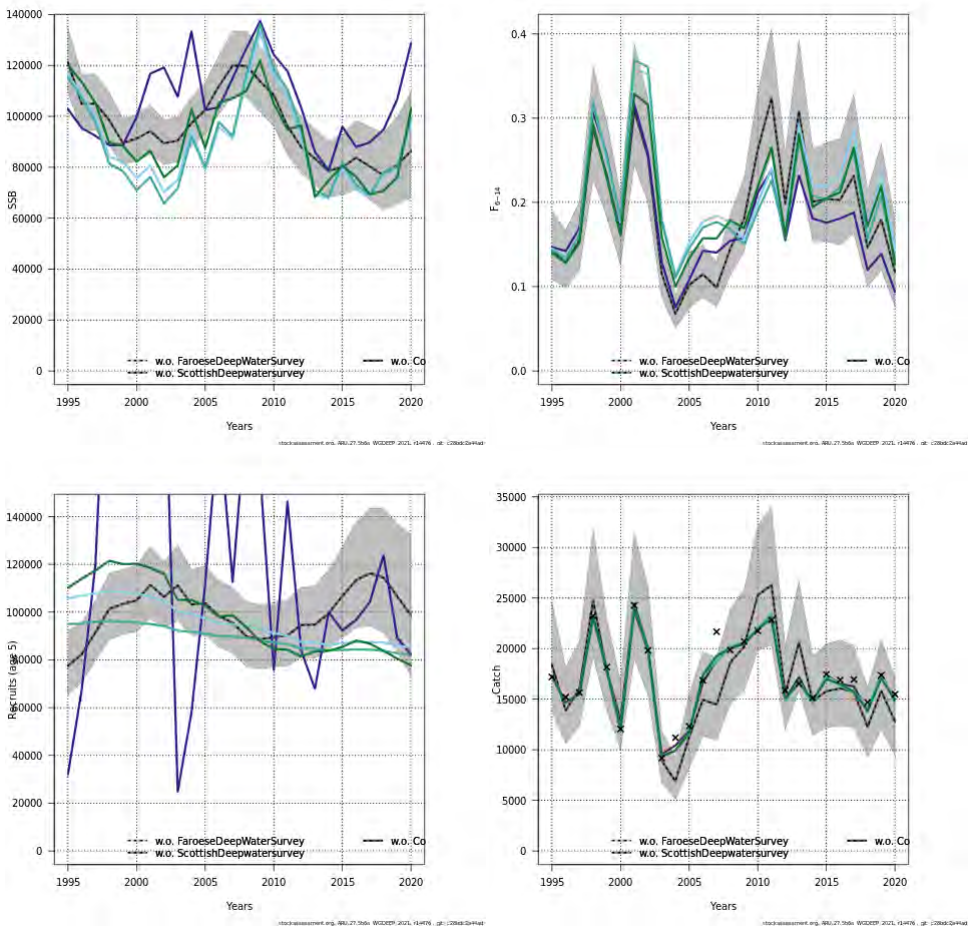 140000
120000
100000
80000
60000
40000
20000
0
SSB
w.o. FaroeseDeepWaterSurvey
w.o. ScottishDeepwatersurvey
w.o. Co
1995 2000 2005 2010 2015 2020
Years
0.4
0.3
0.2
0.1
0.0
F6−14
w.o. FaroeseDeepWaterSurvey
w.o. ScottishDeepwatersurvey
w.o. Co
1995 2000 2005 2010 2015 2020
Years
140000
120000
100000
80000
60000
40000
20000
0
Recruits (age 5)
w.o. FaroeseDeepWaterSurvey
w.o. ScottishDeepwatersurvey
w.o. Co
1995 2000 2005 2010 2015 2020
Years
35000
30000
25000
20000
15000
10000
5000
0
Catch
w.o. FaroeseDeepWaterSurvey
w.o. ScottishDeepwatersurvey
w.o. Co
1995 2000 2005 2010 2015 2020
Years